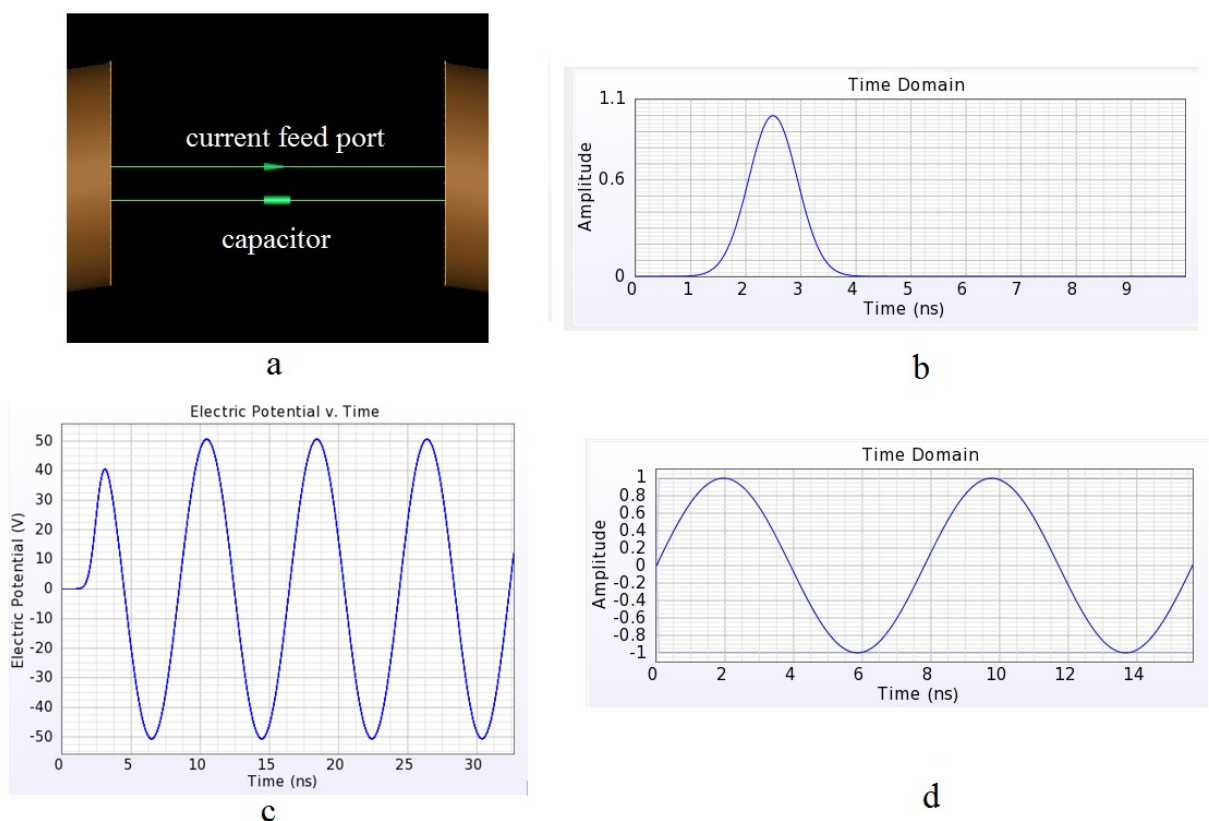 current feed port
capacitor
a
Time Domain
1.1
0.6
0
Amplitude
0 1 2 3 4 5 6 7 8 9
Time (ns)
b
Electric Potential v. Time
50
40
30
20
10
0
-10
-20
-30
-40
-50
Electric Potential (V)
0 5 10 15 20 25 30
Time (ns)
c
Time Domain
1
0.8
0.6
0.4
0.2
0
-0.2
-0.4
-0.6
-0.8
-1
Amplitude
0 2 4 6 8 10 12 14
Time (ns)
d